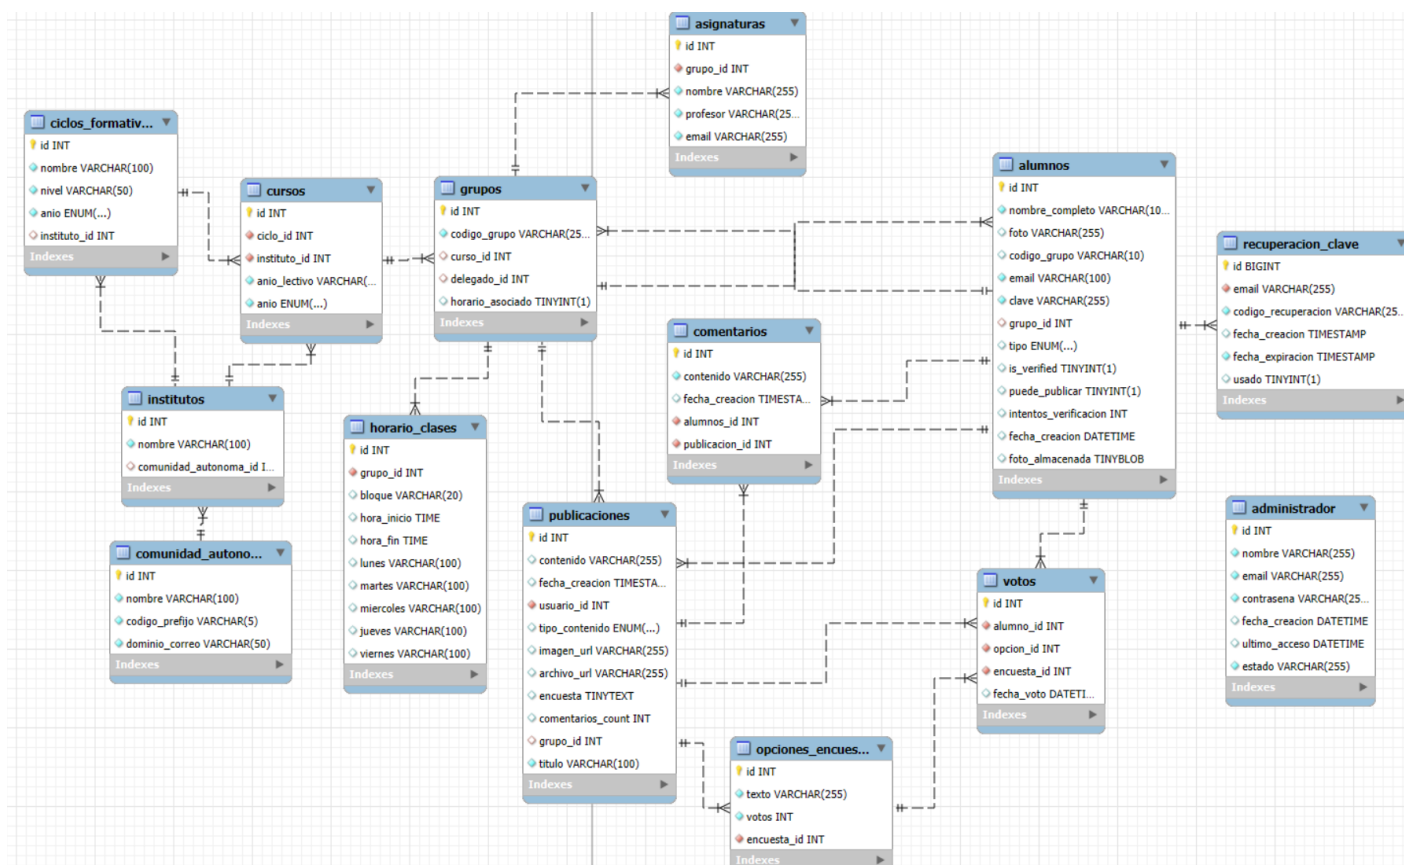 asignaturas
id INT
grupo_id INT
nombre VARCHAR(255)
profesor VARCHAR(25...
email VARCHAR(255)
Indexes
ciclos_formativ...
id INT
nombre VARCHAR(100)
nivel VARCHAR(50)
anio ENUM(...)
instituto_id INT
Indexes
cursos
id INT
ciclo_id INT
instituto_id INT
anio_lectivo VARCHAR(...
anio ENUM(...)
Indexes
grupos
id INT
codigo_grupo VARCHAR(25...
curso_id INT
delegado_id INT
horario_asociado TINYINT(1)
Indexes
alumnos
id INT
nombre_completo VARCHAR(10...
foto VARCHAR(255)
codigo_grupo VARCHAR(10)
email VARCHAR(100)
clave VARCHAR(255)
grupo_id INT
tipo ENUM(...)
is_verified TINYINT(1)
puede_publicar TINYINT(1)
intentos_verificacion INT
fecha_creacion DATETIME
foto_almacenada TINYBLOB
Indexes
recuperacion_clave
id BIGINT
email VARCHAR(255)
codigo_recuperacion VARCHAR(25...
fecha_creacion TIMESTAMP
fecha_expiracion TIMESTAMP
usado TINYINT(1)
Indexes
comentarios
id INT
contenido VARCHAR(255)
fecha_creacion TIMESTA...
alumnos_id INT
publicacion_id INT
Indexes
institutos
id INT
nombre VARCHAR(100)
comunidad_autonoma_id I...
Indexes
horario_clases
id INT
grupo_id INT
bloque VARCHAR(20)
hora_inicio TIME
hora_fin TIME
lunes VARCHAR(100)
martes VARCHAR(100)
miercoles VARCHAR(100)
jueves VARCHAR(100)
viernes VARCHAR(100)
Indexes
comunidad_autono...
id INT
nombre VARCHAR(100)
codigo_prefijo VARCHAR(5)
dominio_correo VARCHAR(50)
Indexes
publicaciones
id INT
contenido VARCHAR(255)
fecha_creacion TIMESTA...
usuario_id INT
tipo_contenido ENUM(...)
imagen_url VARCHAR(255)
archivo_url VARCHAR(255)
encuesta TINYTEXT
comentarios_count INT
grupo_id INT
titulo VARCHAR(100)
Indexes
administrador
id INT
nombre VARCHAR(255)
email VARCHAR(255)
contrasena VARCHAR(25...
fecha_creacion DATETIME
ultimo_acceso DATETIME
estado VARCHAR(255)
Indexes
votos
id INT
alumno_id INT
opcion_id INT
encuesta_id INT
fecha_voto DATETI...
Indexes
opciones_encues...
id INT
texto VARCHAR(255)
votos INT
encuesta_id INT
Indexes